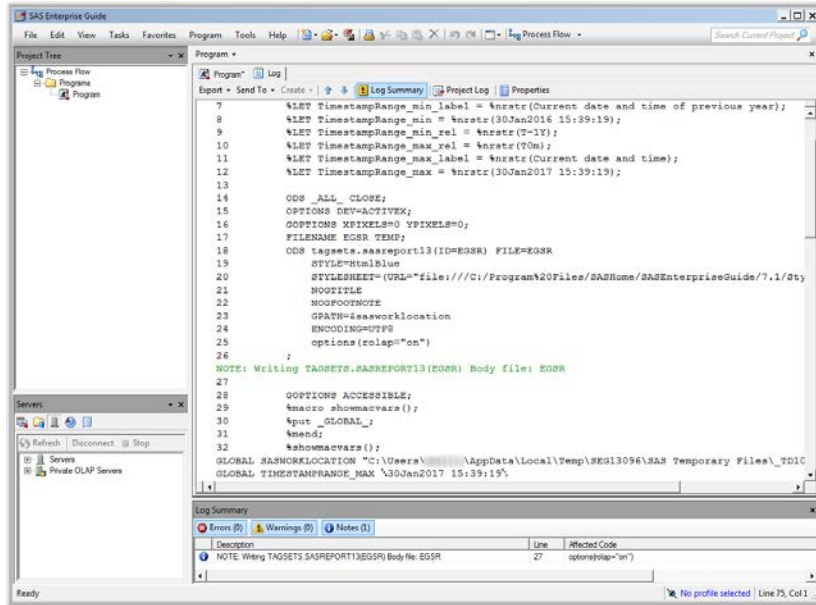 SAS Enterprise Guide
File Edit View Tasks Favorites Program Tools Help Process Flow Search Current Project
Project Tree
Process Flow
Programs
Program
Program
Program* Log
Export Send To Create Log Summary Project Log Properties
7 %LET TimestampRange_min_label = %nrstr(Current date and time of previous year);
8 %LET TimestampRange_min = %nrstr(30Jan2016 15:39:19);
9 %LET TimestampRange_min_rel = %nrstr(T-1Y);
10 %LET TimestampRange_max_rel = %nrstr(T0m);
11 %LET TimestampRange_max_label = %nrstr(Current date and time);
12 %LET TimestampRange_max = %nrstr(30Jan2017 15:39:19);
13
14 ODS _ALL_ CLOSE;
15 OPTIONS DEV=ACTIVEX;
16 GOPTIONS XPIXELS=0 YPIXELS=0;
17 FILENAME EGSR TEMP;
18 ODS tagsets.sasreport13(ID=EGSR) FILE=EGSR
19 STYLE=HtmlBlue
20 STYLESHEET=(URL="file:///C:/Program%20Files/SASHome/SASEnterpriseGuide/7.1/Sty
21 NOGTITLE
22 NOGFOOTNOTE
23 GPATH=&sasworklocation
24 ENCODING=UTF8
25 options(rolap="on")
26 ;
NOTE: Writing TAGSETS.SASREPORT13(EGSR) Body file: EGSR
27
28 GOPTIONS ACCESSIBLE;
29 %macro showmacvars();
30 %put _GLOBAL_;
31 %mend;
32 %showmacvars();
GLOBAL SASWORKLOCATION "C:\Users\ \AppData\Local\Temp\SEG13096\SAS Temporary Files\_TD10
GLOBAL TIMESTAMPRANGE_MAX 30Jan2017 15:39:19
Servers
Refresh Disconnect Stop
Servers
Private OLAP Servers
Log Summary
Errors (0) Warnings (0) Notes (1)
Description Line Affected Code
NOTE: Writing TAGSETS.SASREPORT13(EGSR) Body file: EGSR 27 options(rolap="on")
Ready No profile selected Line 75, Col 1